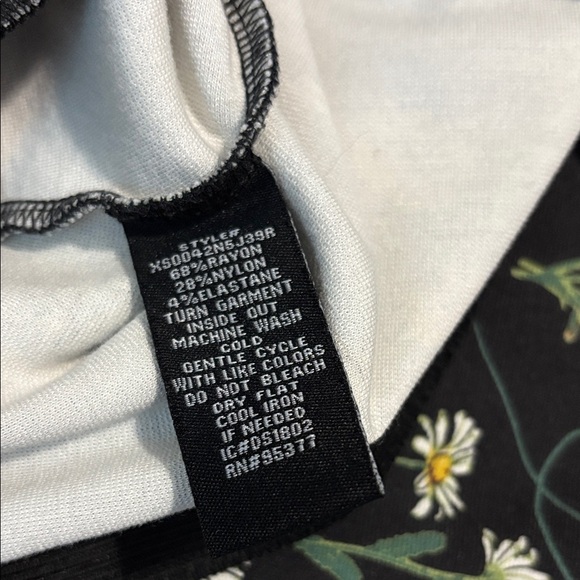 STYLE#
XS0042N5J39R
68%RAYON
28%NYLON
4%ELASTANE
TURN GARMENT
INSIDE OUT
MACHINE WASH
COLD
GENTLE CYCLE
WITH LIKE COLORS
DO NOT BLEACH
DRY FLAT
COOL IRON
IF NEEDED
IC#DS1802
RN#95377